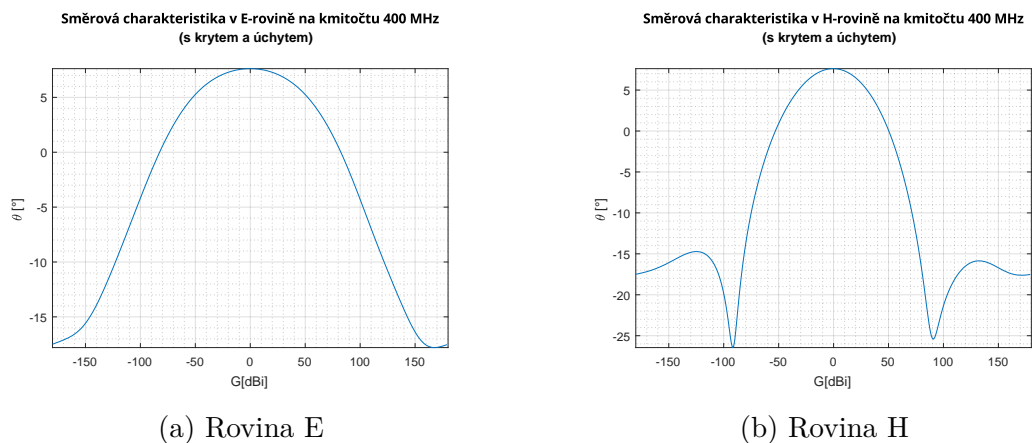 Směrová charakteristika v E-rovině na kmitočtu 400 MHz
(s krytem a úchytem)
5
0
-5
-10
-15
θ [°]
-150 -100 -50 0 50 100 150
G[dBi]
(a) Rovina E
Směrová charakteristika v H-rovině na kmitočtu 400 MHz
(s krytem a úchytem)
5
0
-5
-10
-15
-20
-25
θ [°]
-150 -100 -50 0 50 100 150
G[dBi]
(b) Rovina H